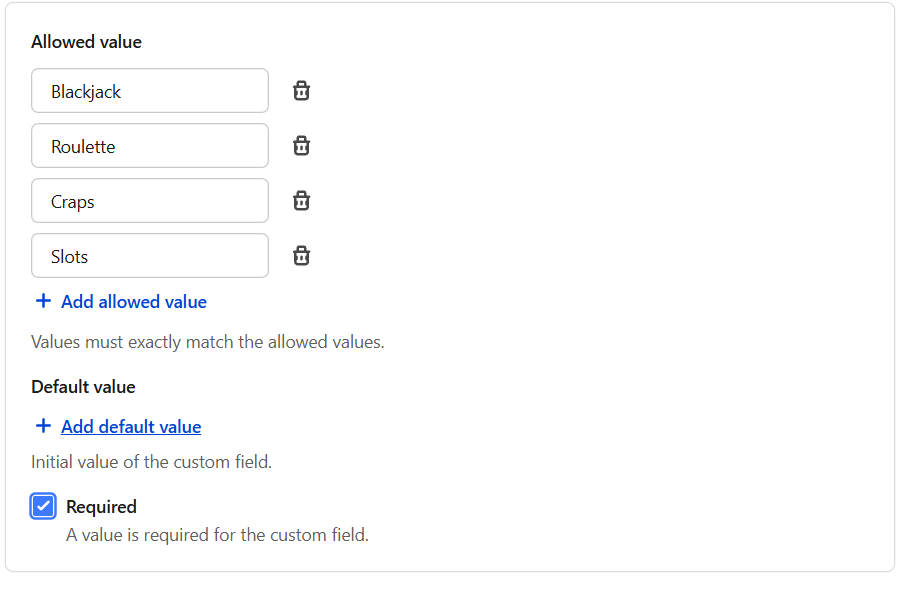 Allowed value
Blackjack
Roulette
Craps
Slots
Add allowed value
Values must exactly match the allowed values.
Default value
Add default value
Initial value of the custom field.
Required
A value is required for the custom field.